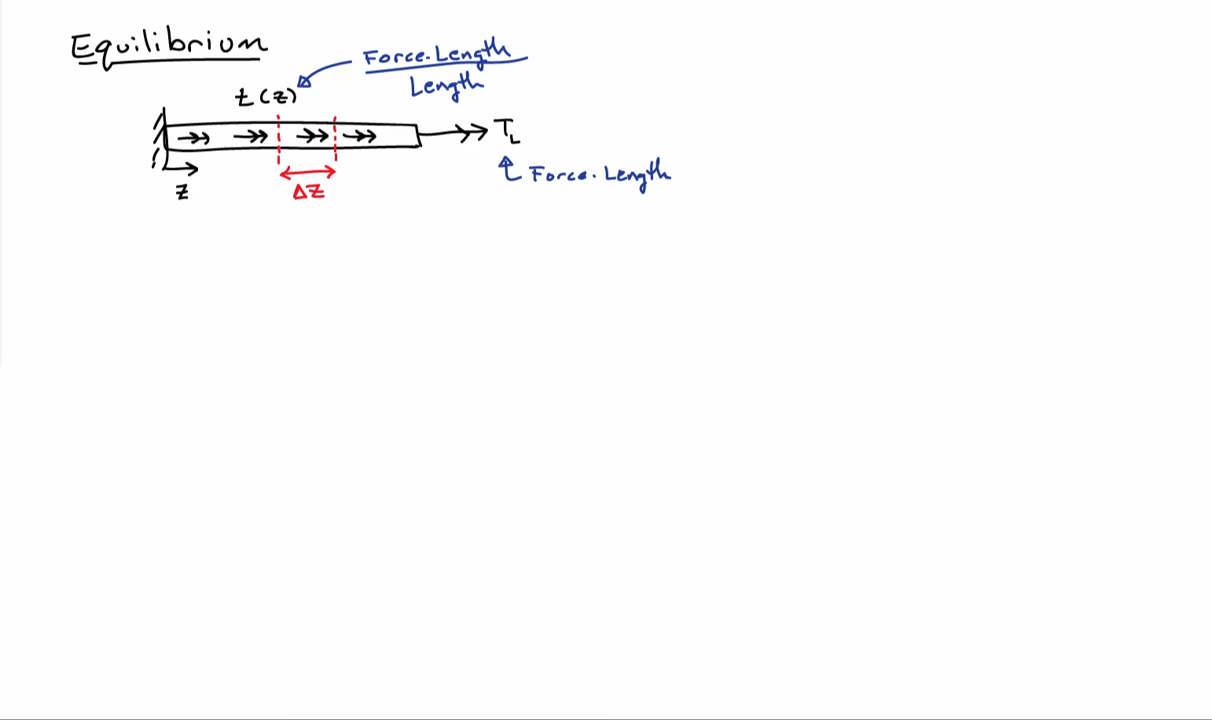 Equilibrium
Force·Length
Length
t(z)
T_L
Force·Length
z
Δz